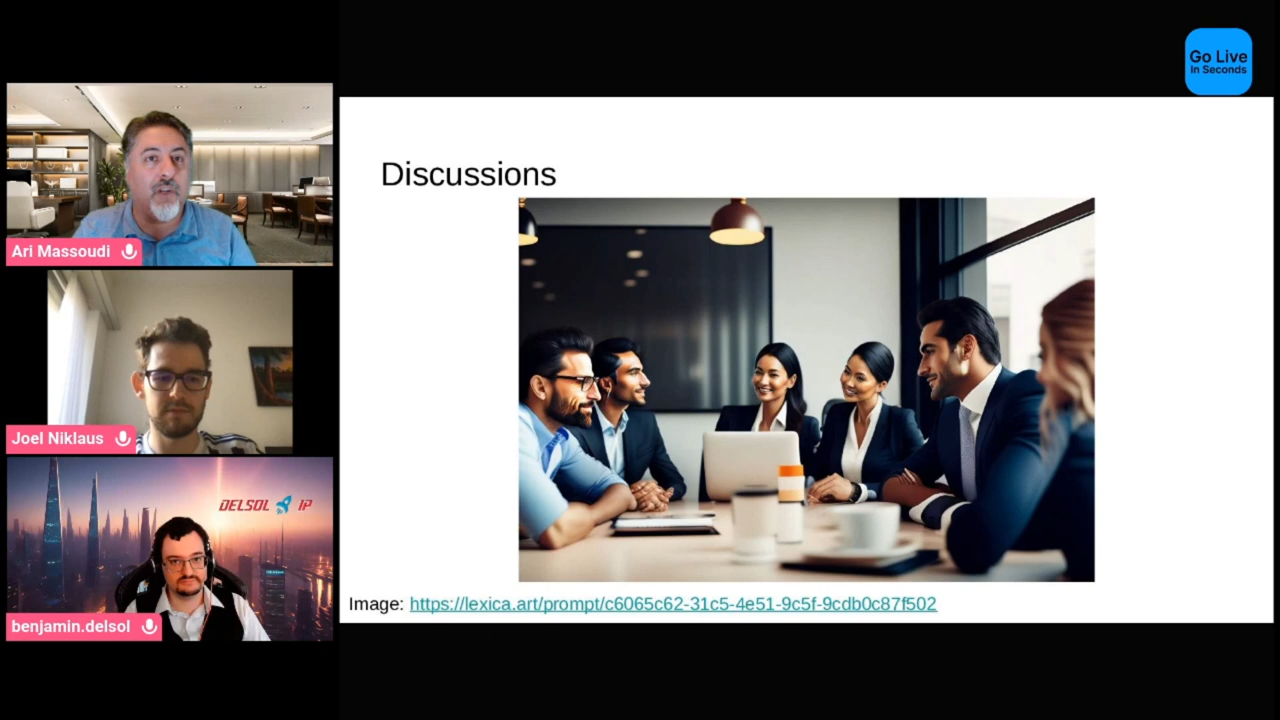 Go Live
In Seconds
Ari Massoudi
Joel Niklaus
DELSOL IP
benjamin.delsol
Discussions
Image: https://lexica.art/prompt/c6065c62-31c5-4e51-9c5f-9cdb0c87f502